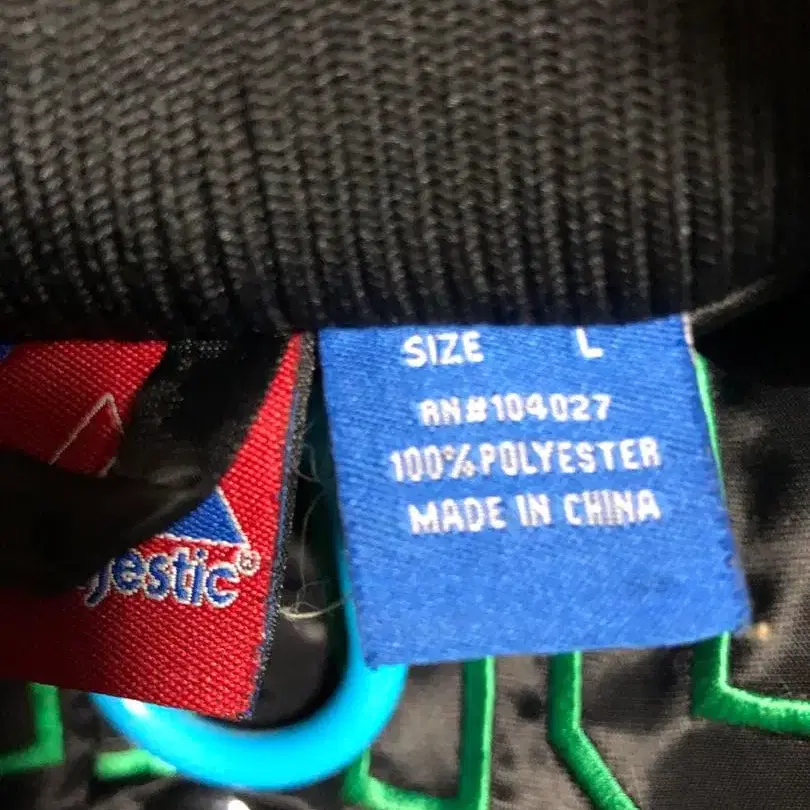 SIZE L
RN#104027
100%POLYESTER
MADE IN CHINA
jestic®